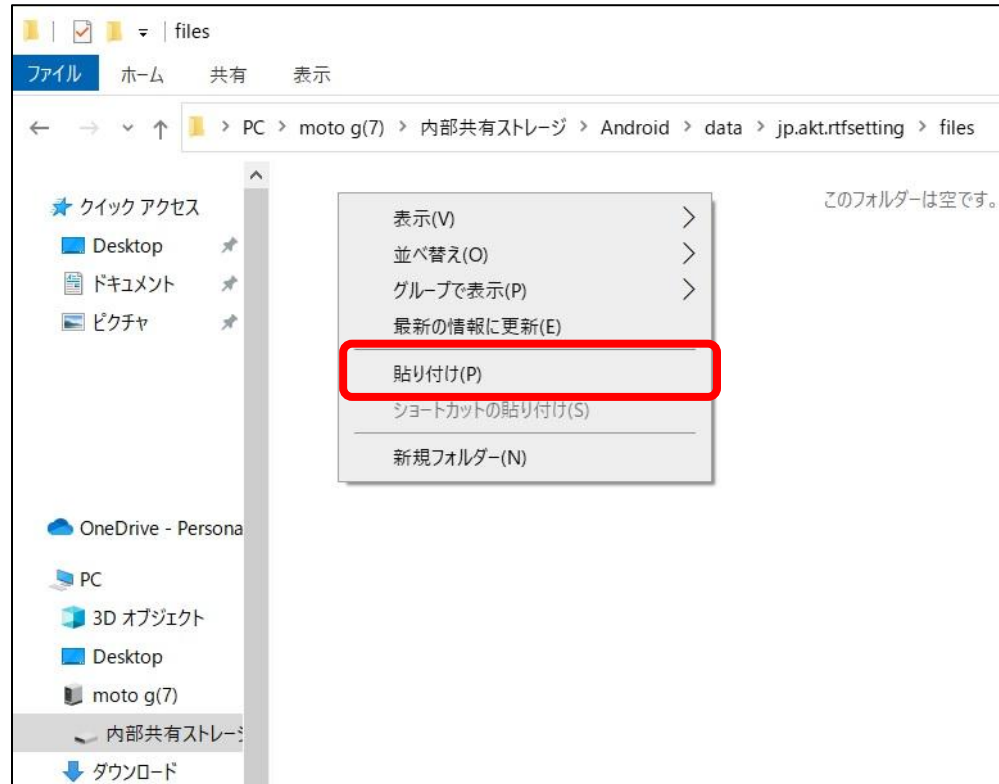 files
ファイル ホーム 共有 表示
PC > moto g(7) > 内部共有ストレージ > Android > data > jp.akt.rtfsetting > files
クイック アクセス
Desktop
ドキュメント
ピクチャ
OneDrive - Persona
PC
3D オブジェクト
Desktop
moto g(7)
内部共有ストレージ
ダウンロード
このフォルダーは空です。
表示(V)
並べ替え(O)
グループで表示(P)
最新の情報に更新(E)
貼り付け(P)
ショートカットの貼り付け(S)
新規フォルダー(N)